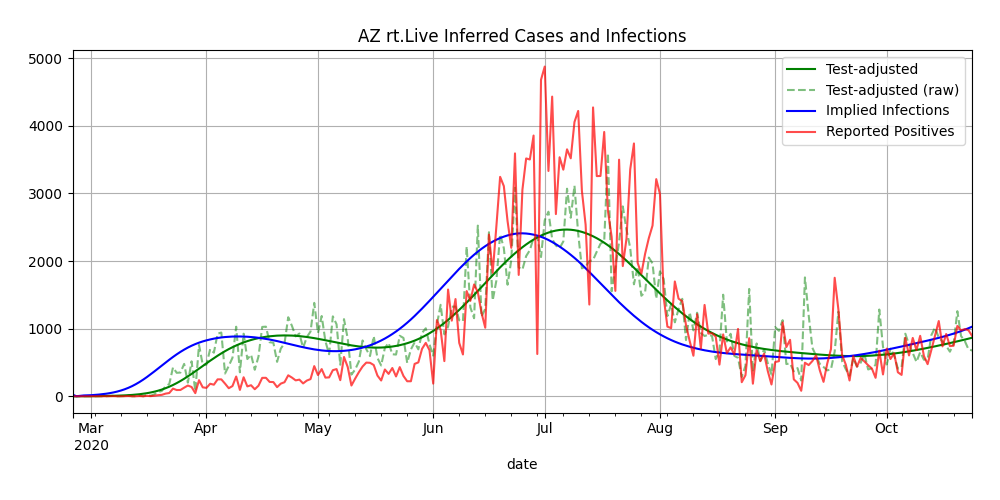 AZ rt.Live Inferred Cases and Infections
5000
4000
3000
2000
1000
0
Test-adjusted
Test-adjusted (raw)
Implied Infections
Reported Positives
Mar Apr May Jun Jul Aug Sep Oct
2020
date